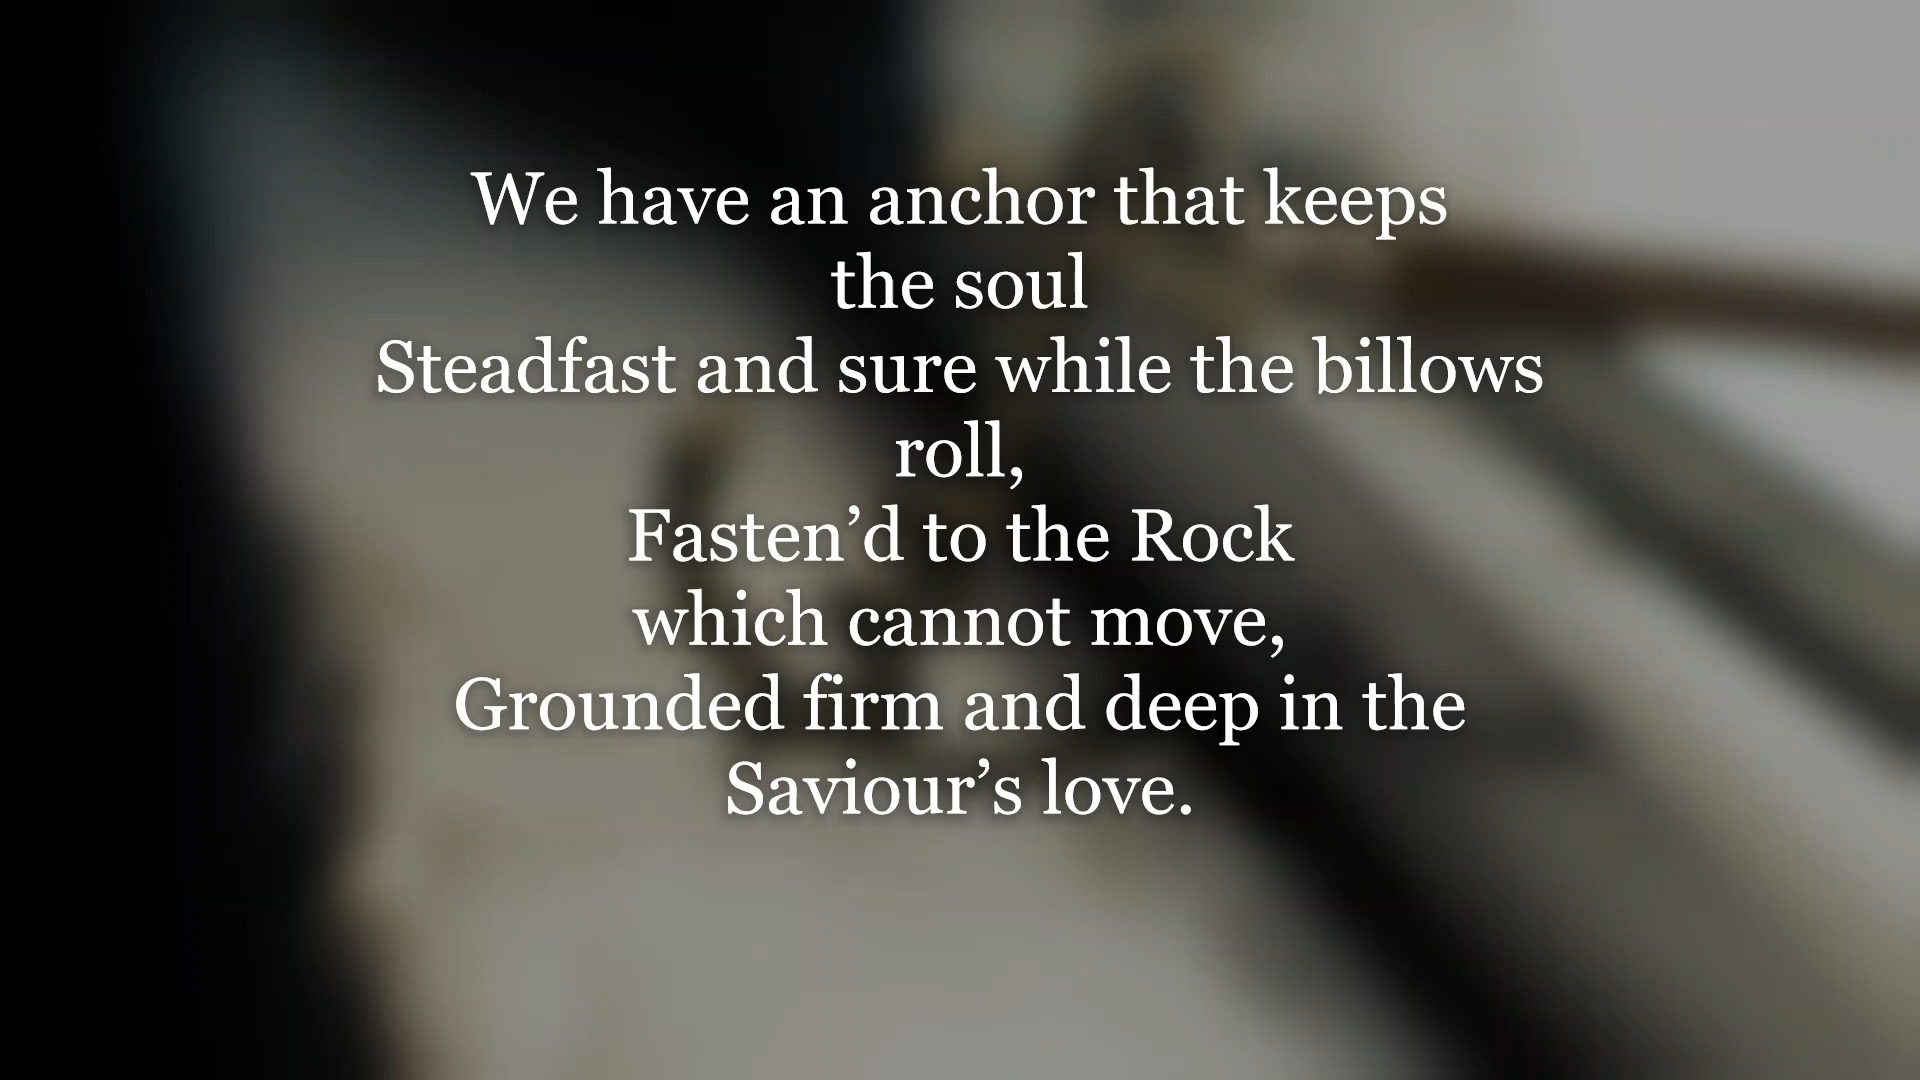 We have an anchor that keeps
the soul
Steadfast and sure while the billows
roll,
Fasten’d to the Rock
which cannot move,
Grounded firm and deep in the
Saviour’s love.